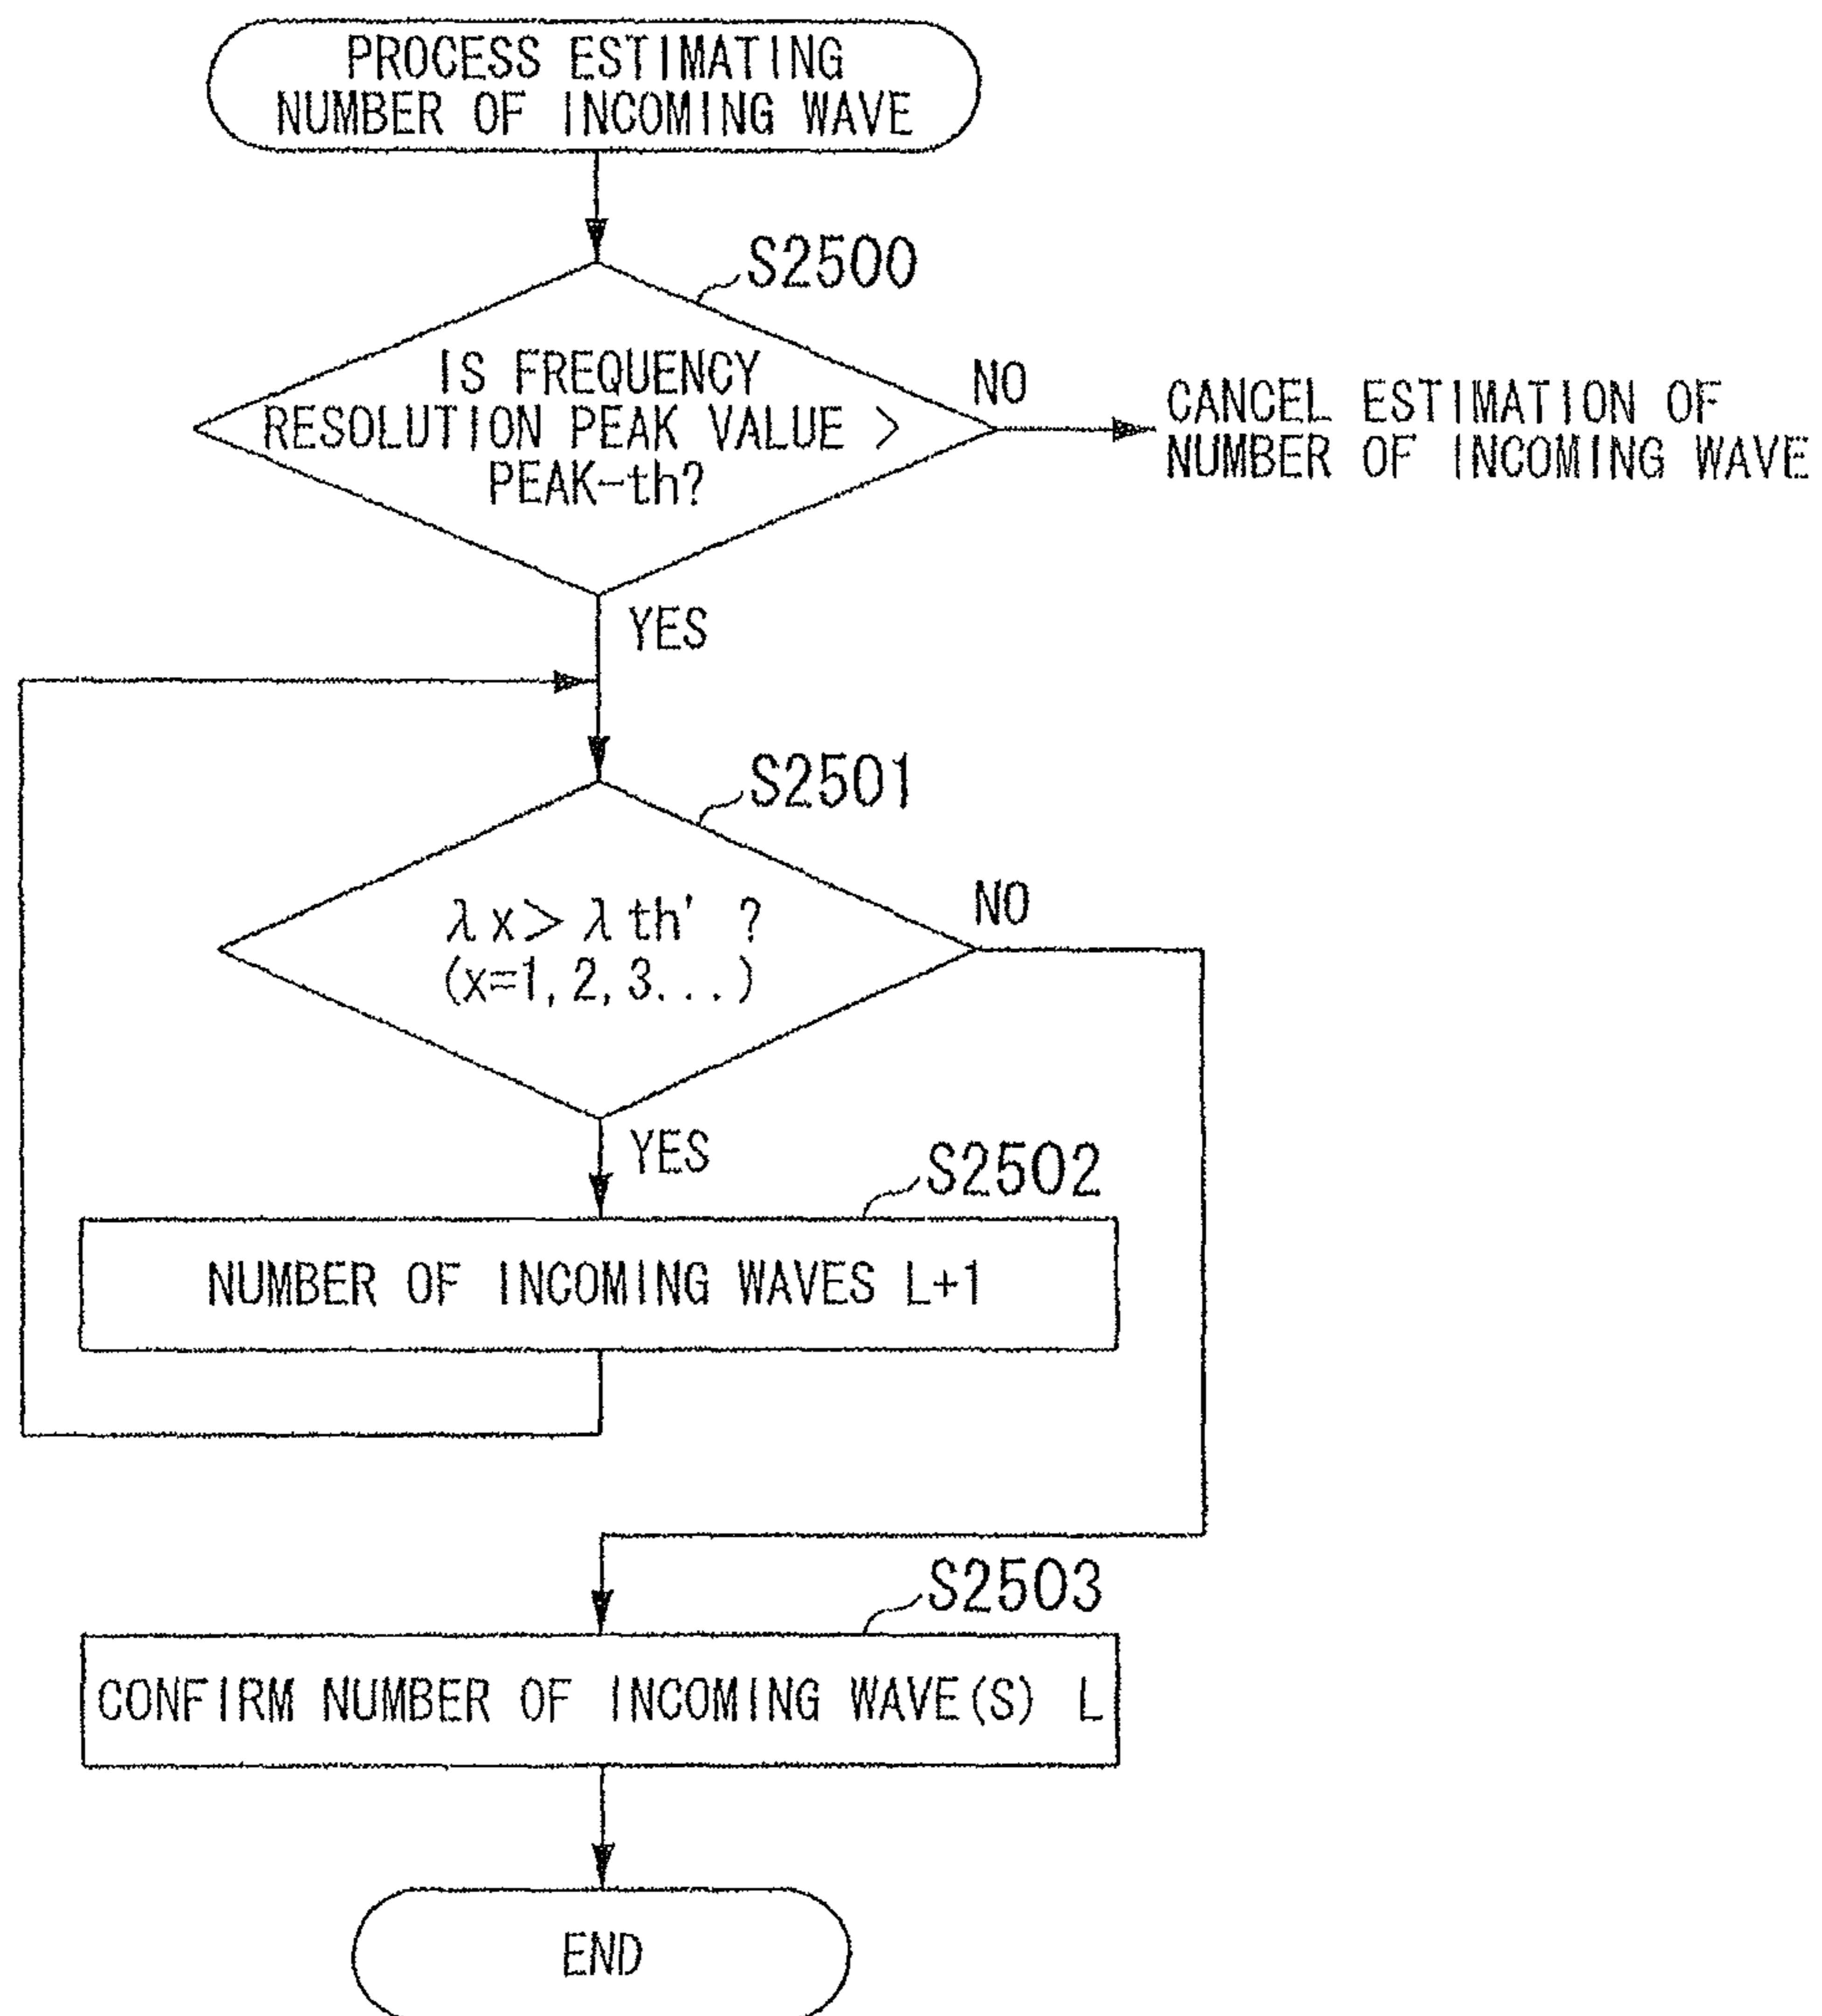 PROCESS ESTIMATING
NUMBER OF INCOMING WAVE
S2500
IS FREQUENCY
RESOLUTION PEAK VALUE >
PEAK-th?
NO
CANCEL ESTIMATION OF
NUMBER OF INCOMING WAVE
YES
S2501
λx> λth' ?
(x=1, 2, 3...)
NO
YES
S2502
NUMBER OF INCOMING WAVES L+1
S2503
CONFIRM NUMBER OF INCOMING WAVE(S) L
END